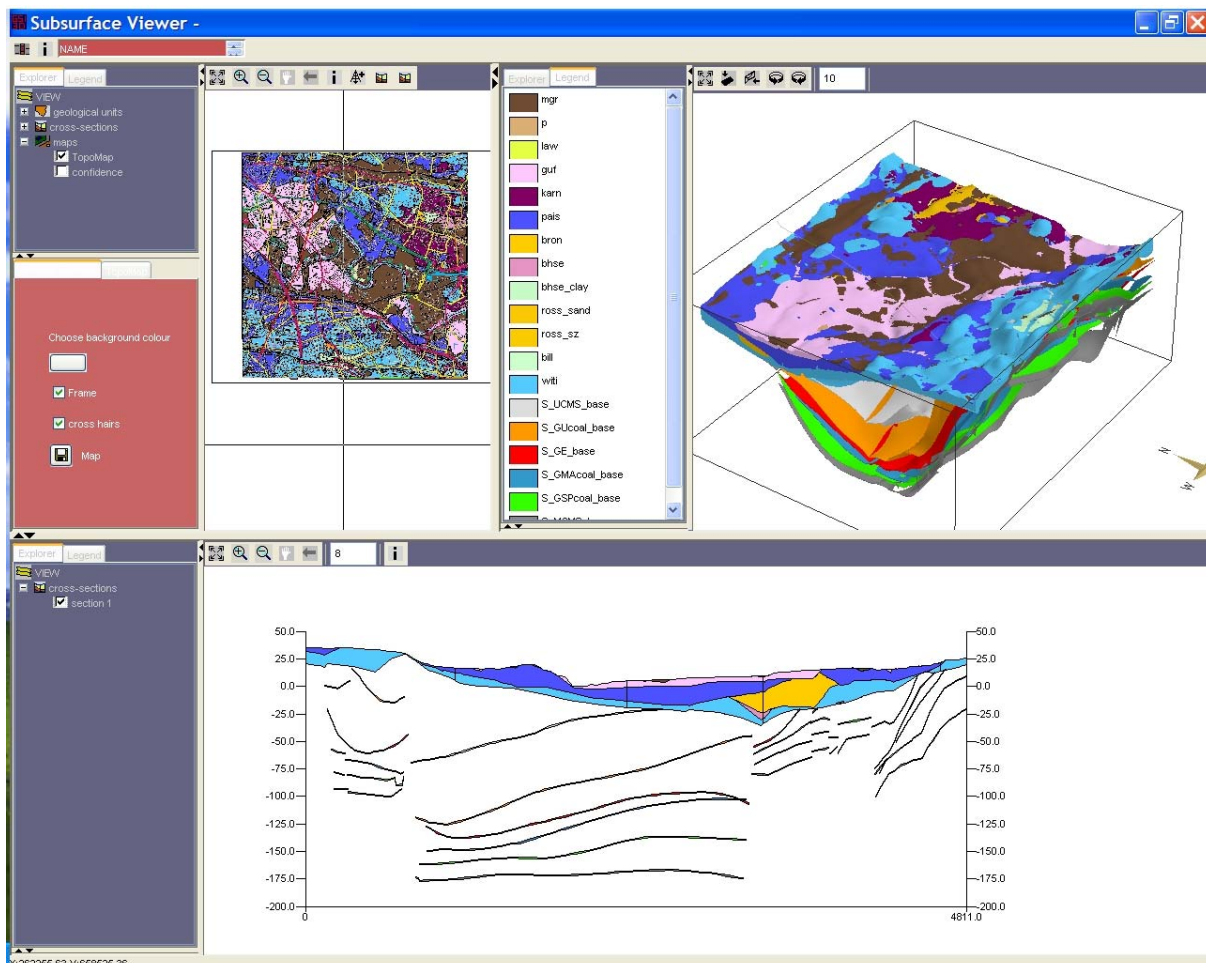 Subsurface Viewer -
NAME
Explorer Legend
VIEW
geological units
cross-sections
maps
TopoMap
confidence
Choose background colour
Frame
cross hairs
Map
Explorer Legend
mgr
p
law
guf
karn
pais
bron
bhse
bhse_clay
ross_sand
ross_sz
bill
witi
S_UCMS_base
S_GUcoal_base
S_GE_base
S_GMAcoal_base
S_GSPcoal_base
10
N
W
Explorer Legend
VIEW
cross-sections
section 1
8
50.0 50.0
25.0 25.0
0.0 0.0
-25.0 -25.0
-50.0 -50.0
-75.0 -75.0
-100.0 -100.0
-125.0 -125.0
-150.0 -150.0
-175.0 -175.0
-200.0 -200.0
0 4811.0